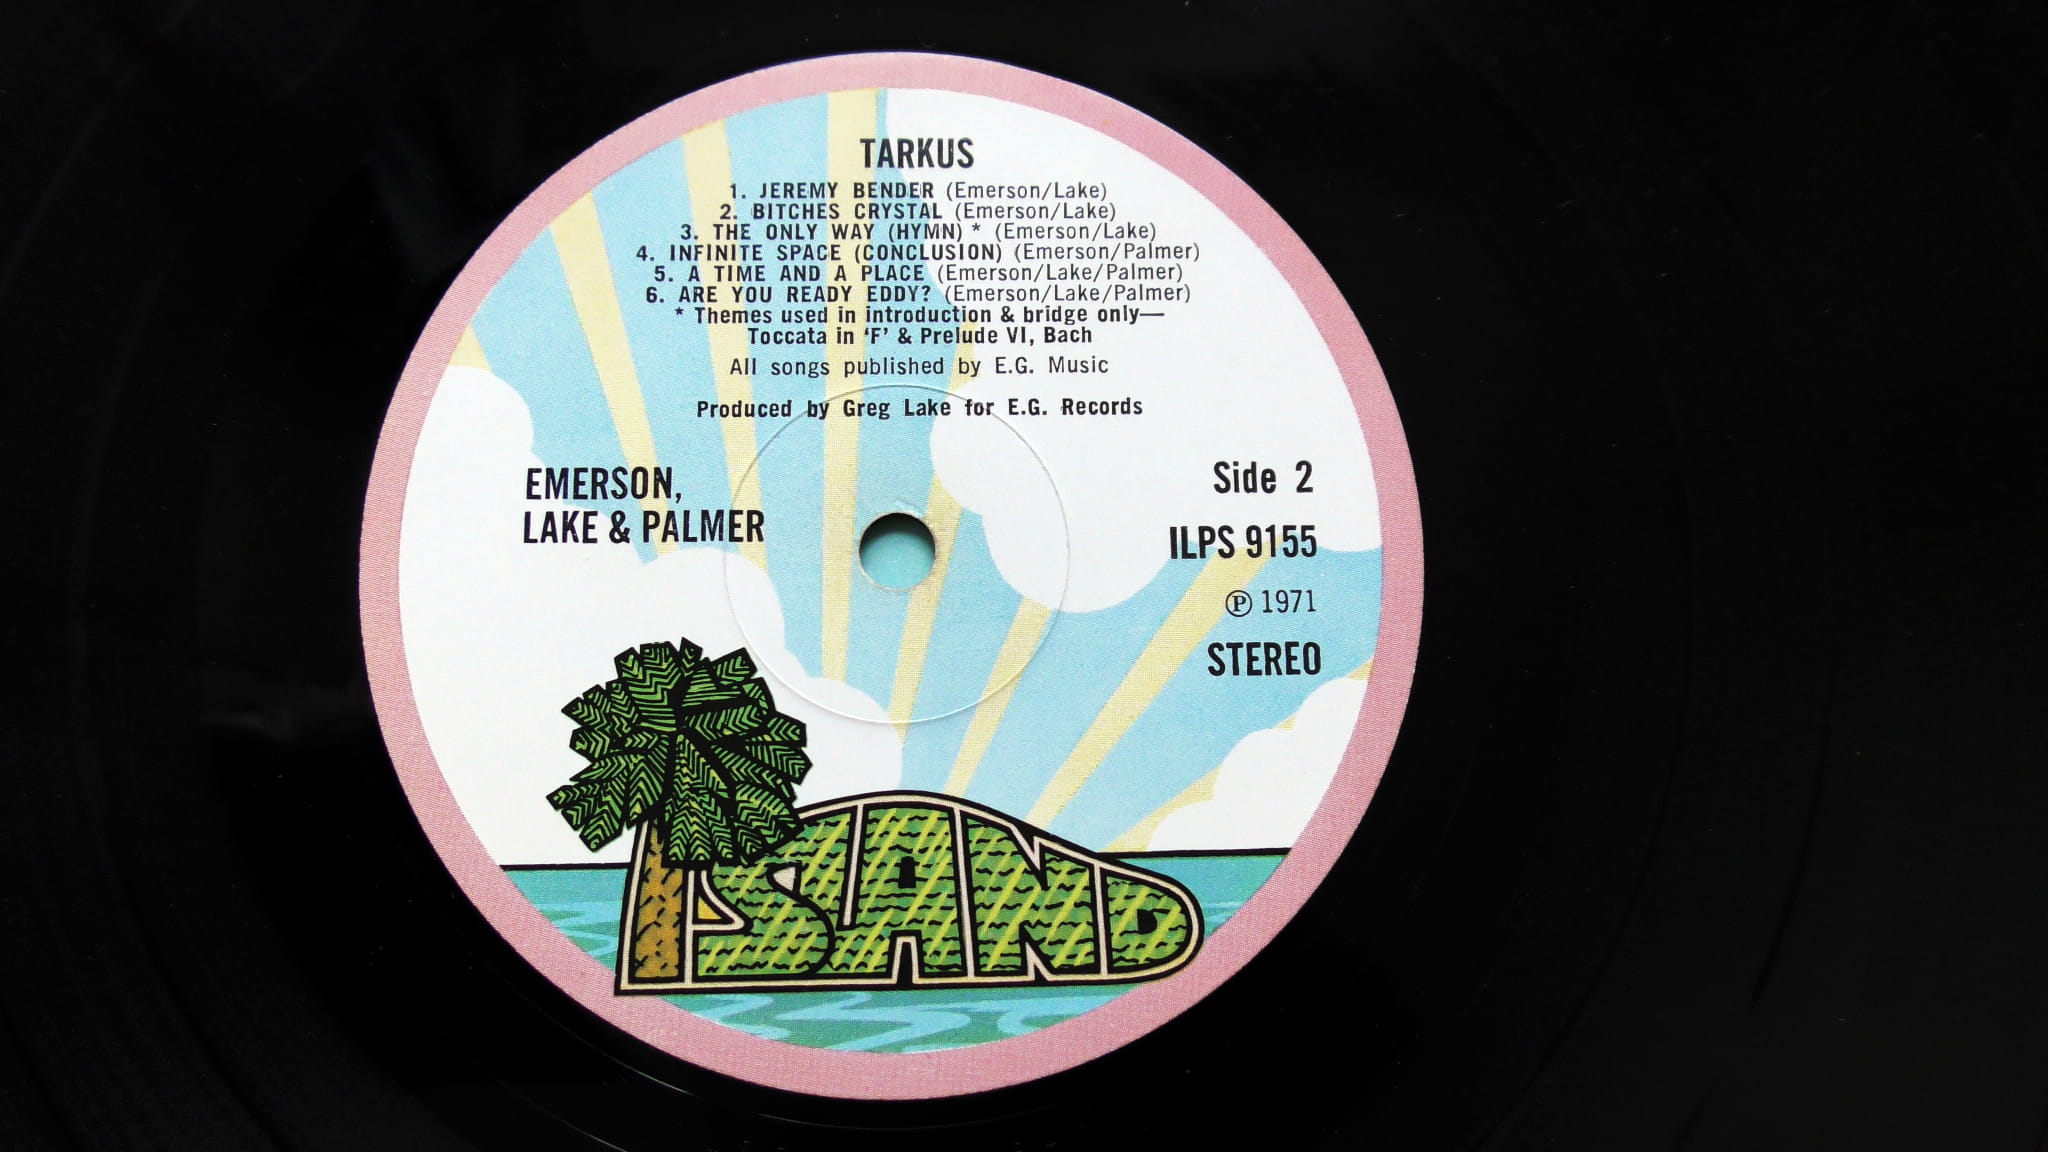 TARKUS
1. JEREMY BENDER (Emerson/Lake)
2. BITCHES CRYSTAL (Emerson/Lake)
3. THE ONLY WAY (HYMN) * (Emerson/Lake)
4. INFINITE SPACE (CONCLUSION) (Emerson/Palmer)
5. A TIME AND A PLACE (Emerson/Lake/Palmer)
6. ARE YOU READY EDDY? (Emerson/Lake/Palmer)
* Themes used in introduction & bridge only—
Toccata in ‘F’ & Prelude VI, Bach
All songs published by E.G. Music
Produced by Greg Lake for E.G. Records
EMERSON,
LAKE & PALMER
Side 2
ILPS 9155
℗ 1971
STEREO
ISLAND